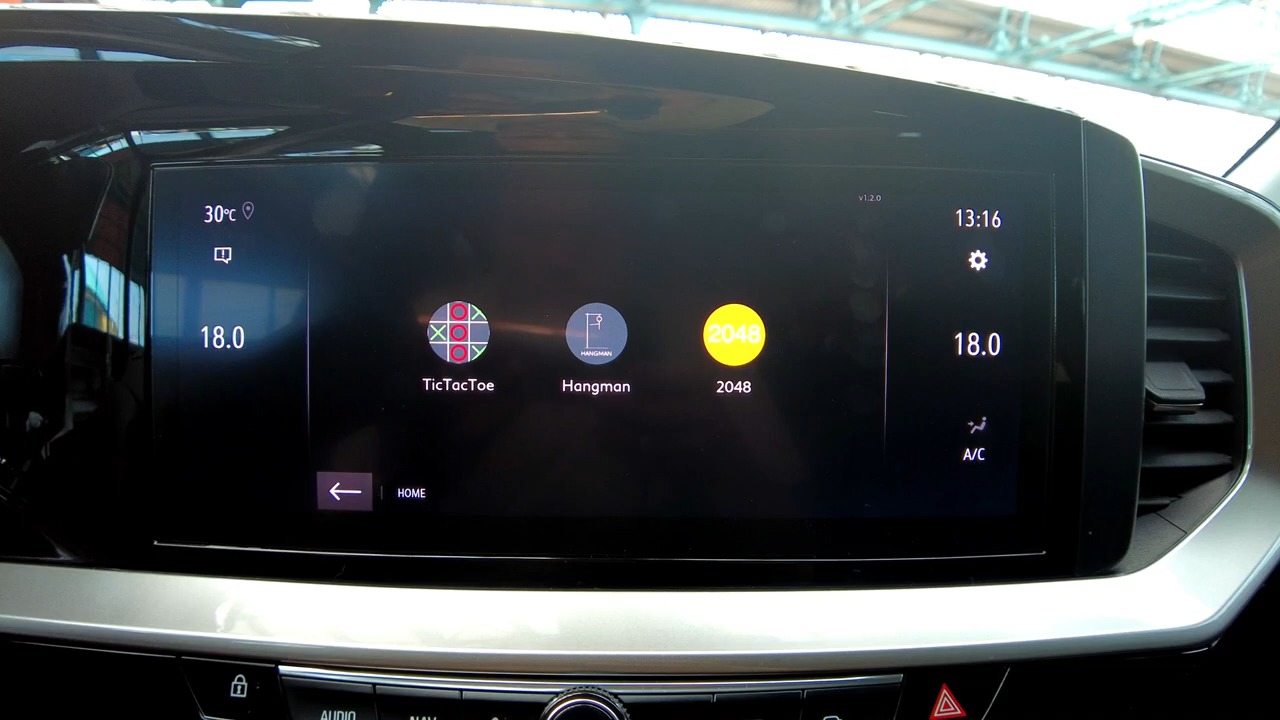 30°C
v1.2.0
13:16
18.0
18.0
2048
HANGMAN
TicTacToe
Hangman
2048
A/C
HOME
AUDIO